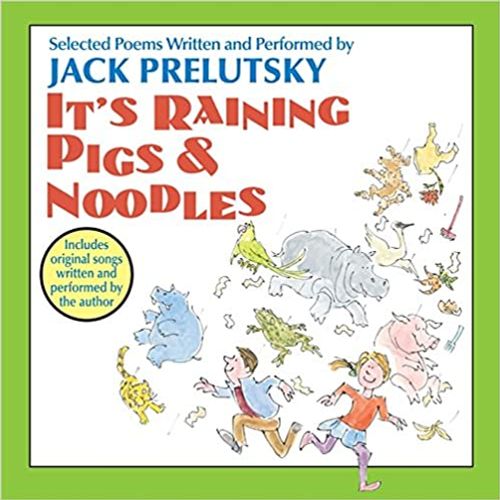 Selected Poems Written and Performed by
JACK PRELUTSKY
IT'S RAINING
PIGS &
NOODLES
Includes
original songs
written and
performed by
the author